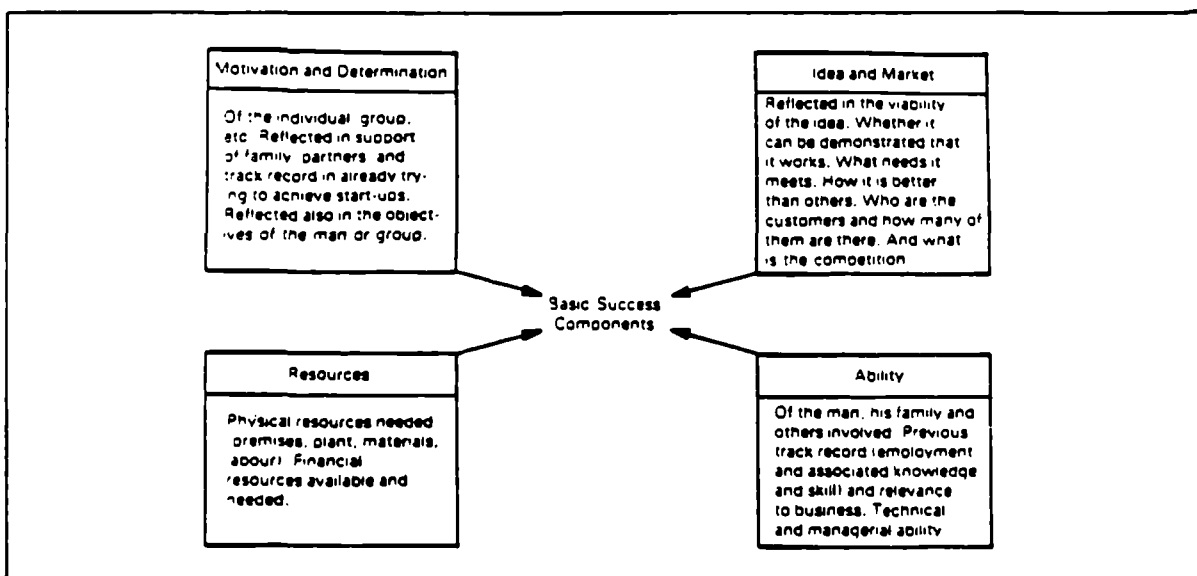 Motivation and Determination
Of the individual, group,
etc. Reflected in support
of family, partners, and
track record in already try-
ing to achieve start-ups.
Reflected also in the object-
ives of the man or group.
Idea and Market
Reflected in the viability
of the idea. Whether it
can be demonstrated that
it works. What needs it
meets. How it is better
than others. Who are the
customers and how many of
them are there. And what
is the competition
Basic Success
Components
Resources
Physical resources needed
(premises, plant, materials,
labour). Financial
resources available and
needed.
Ability
Of the man, his family and
others involved. Previous
track record (employment
and associated knowledge
and skill) and relevance
to business. Technical
and managerial ability